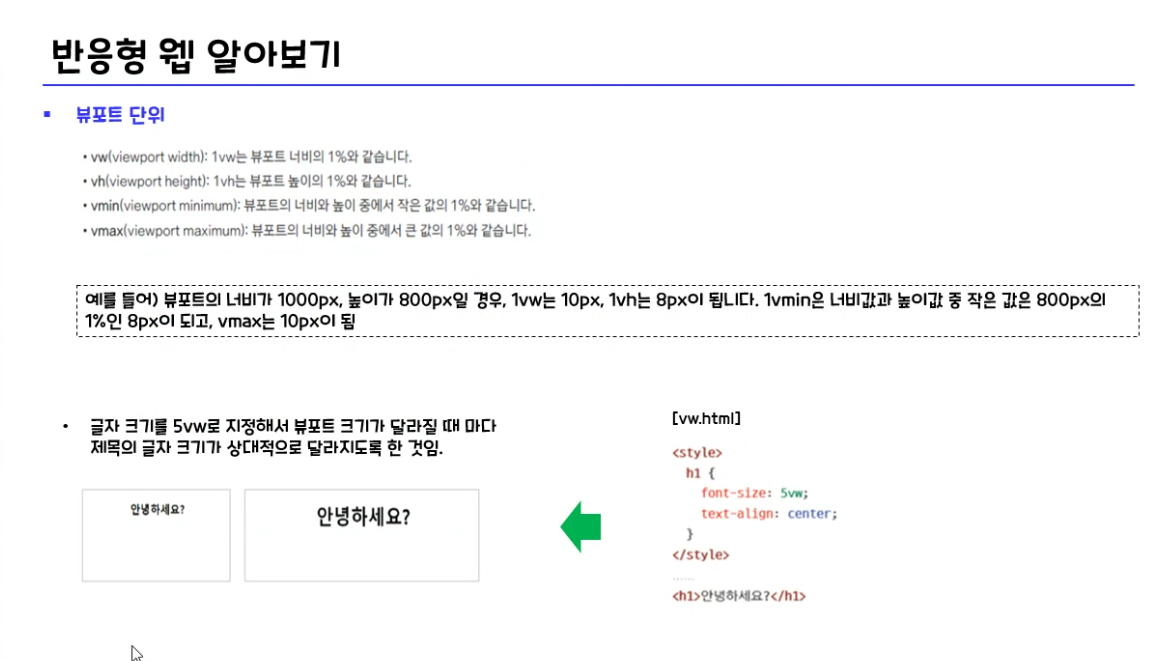 반응형 웹 알아보기
▪ 뷰포트 단위
• vw(viewport width): 1vw는 뷰포트 너비의 1%와 같습니다.
• vh(viewport height): 1vh는 뷰포트 높이의 1%와 같습니다.
• vmin(viewport minimum): 뷰포트의 너비와 높이 중에서 작은 값의 1%와 같습니다.
• vmax(viewport maximum): 뷰포트의 너비와 높이 중에서 큰 값의 1%와 같습니다.
예를 들어) 뷰포트의 너비가 1000px, 높이가 800px일 경우, 1vw는 10px, 1vh는 8px이 됩니다. 1vmin은 너비값과 높이값 중 작은 값은 800px의
1%인 8px이 되고, vmax는 10px이 됨
• 글자 크기를 5vw로 지정해서 뷰포트 크기가 달라질 때 마다
제목의 글자 크기가 상대적으로 달라지도록 한 것임.
안녕하세요?
안녕하세요?
[vw.html]
<style>
h1 {
font-size: 5vw;
text-align: center;
}
</style>
......
<h1>안녕하세요?</h1>